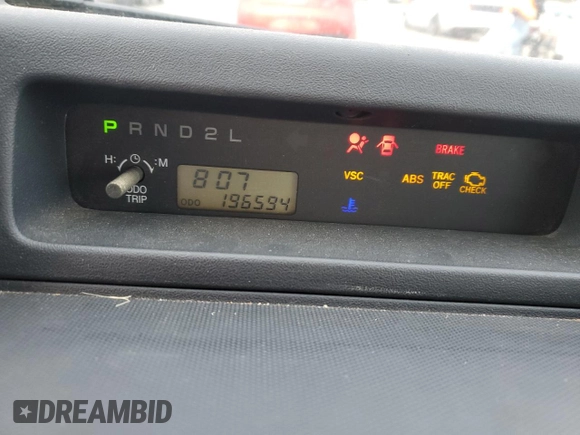 P R N D 2 L
H: :M
ODO
TRIP
8 07
ODO 196594
BRAKE
VSC
ABS
TRAC
OFF
CHECK
DREAMBID